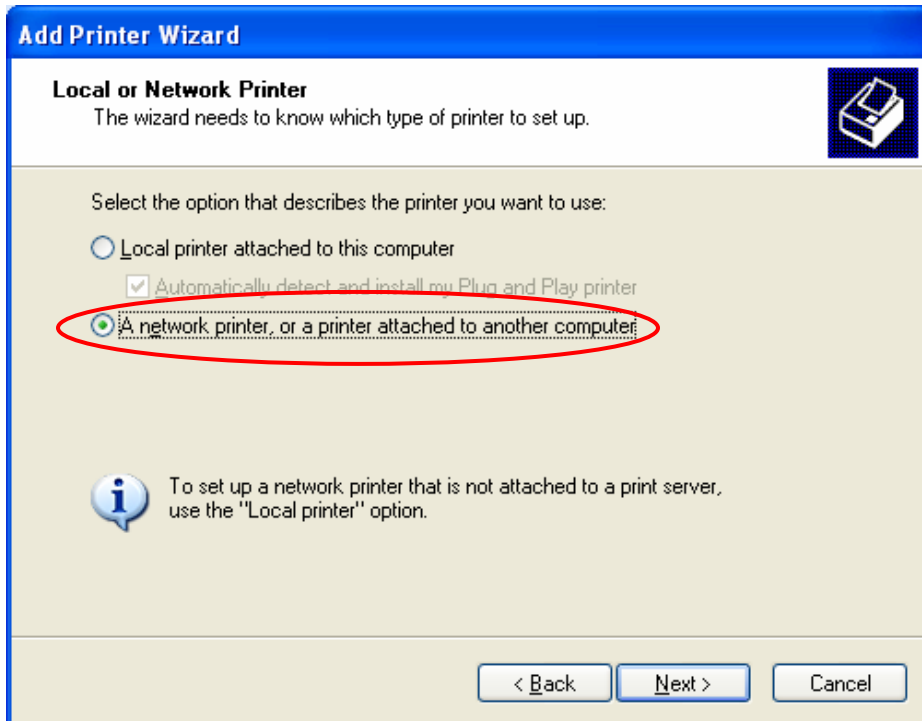 Add Printer Wizard
Local or Network Printer
The wizard needs to know which type of printer to set up.
Select the option that describes the printer you want to use:
Local printer attached to this computer
Automatically detect and install my Plug and Play printer
A network printer, or a printer attached to another computer
To set up a network printer that is not attached to a print server,
use the "Local printer" option.
< Back
Next >
Cancel